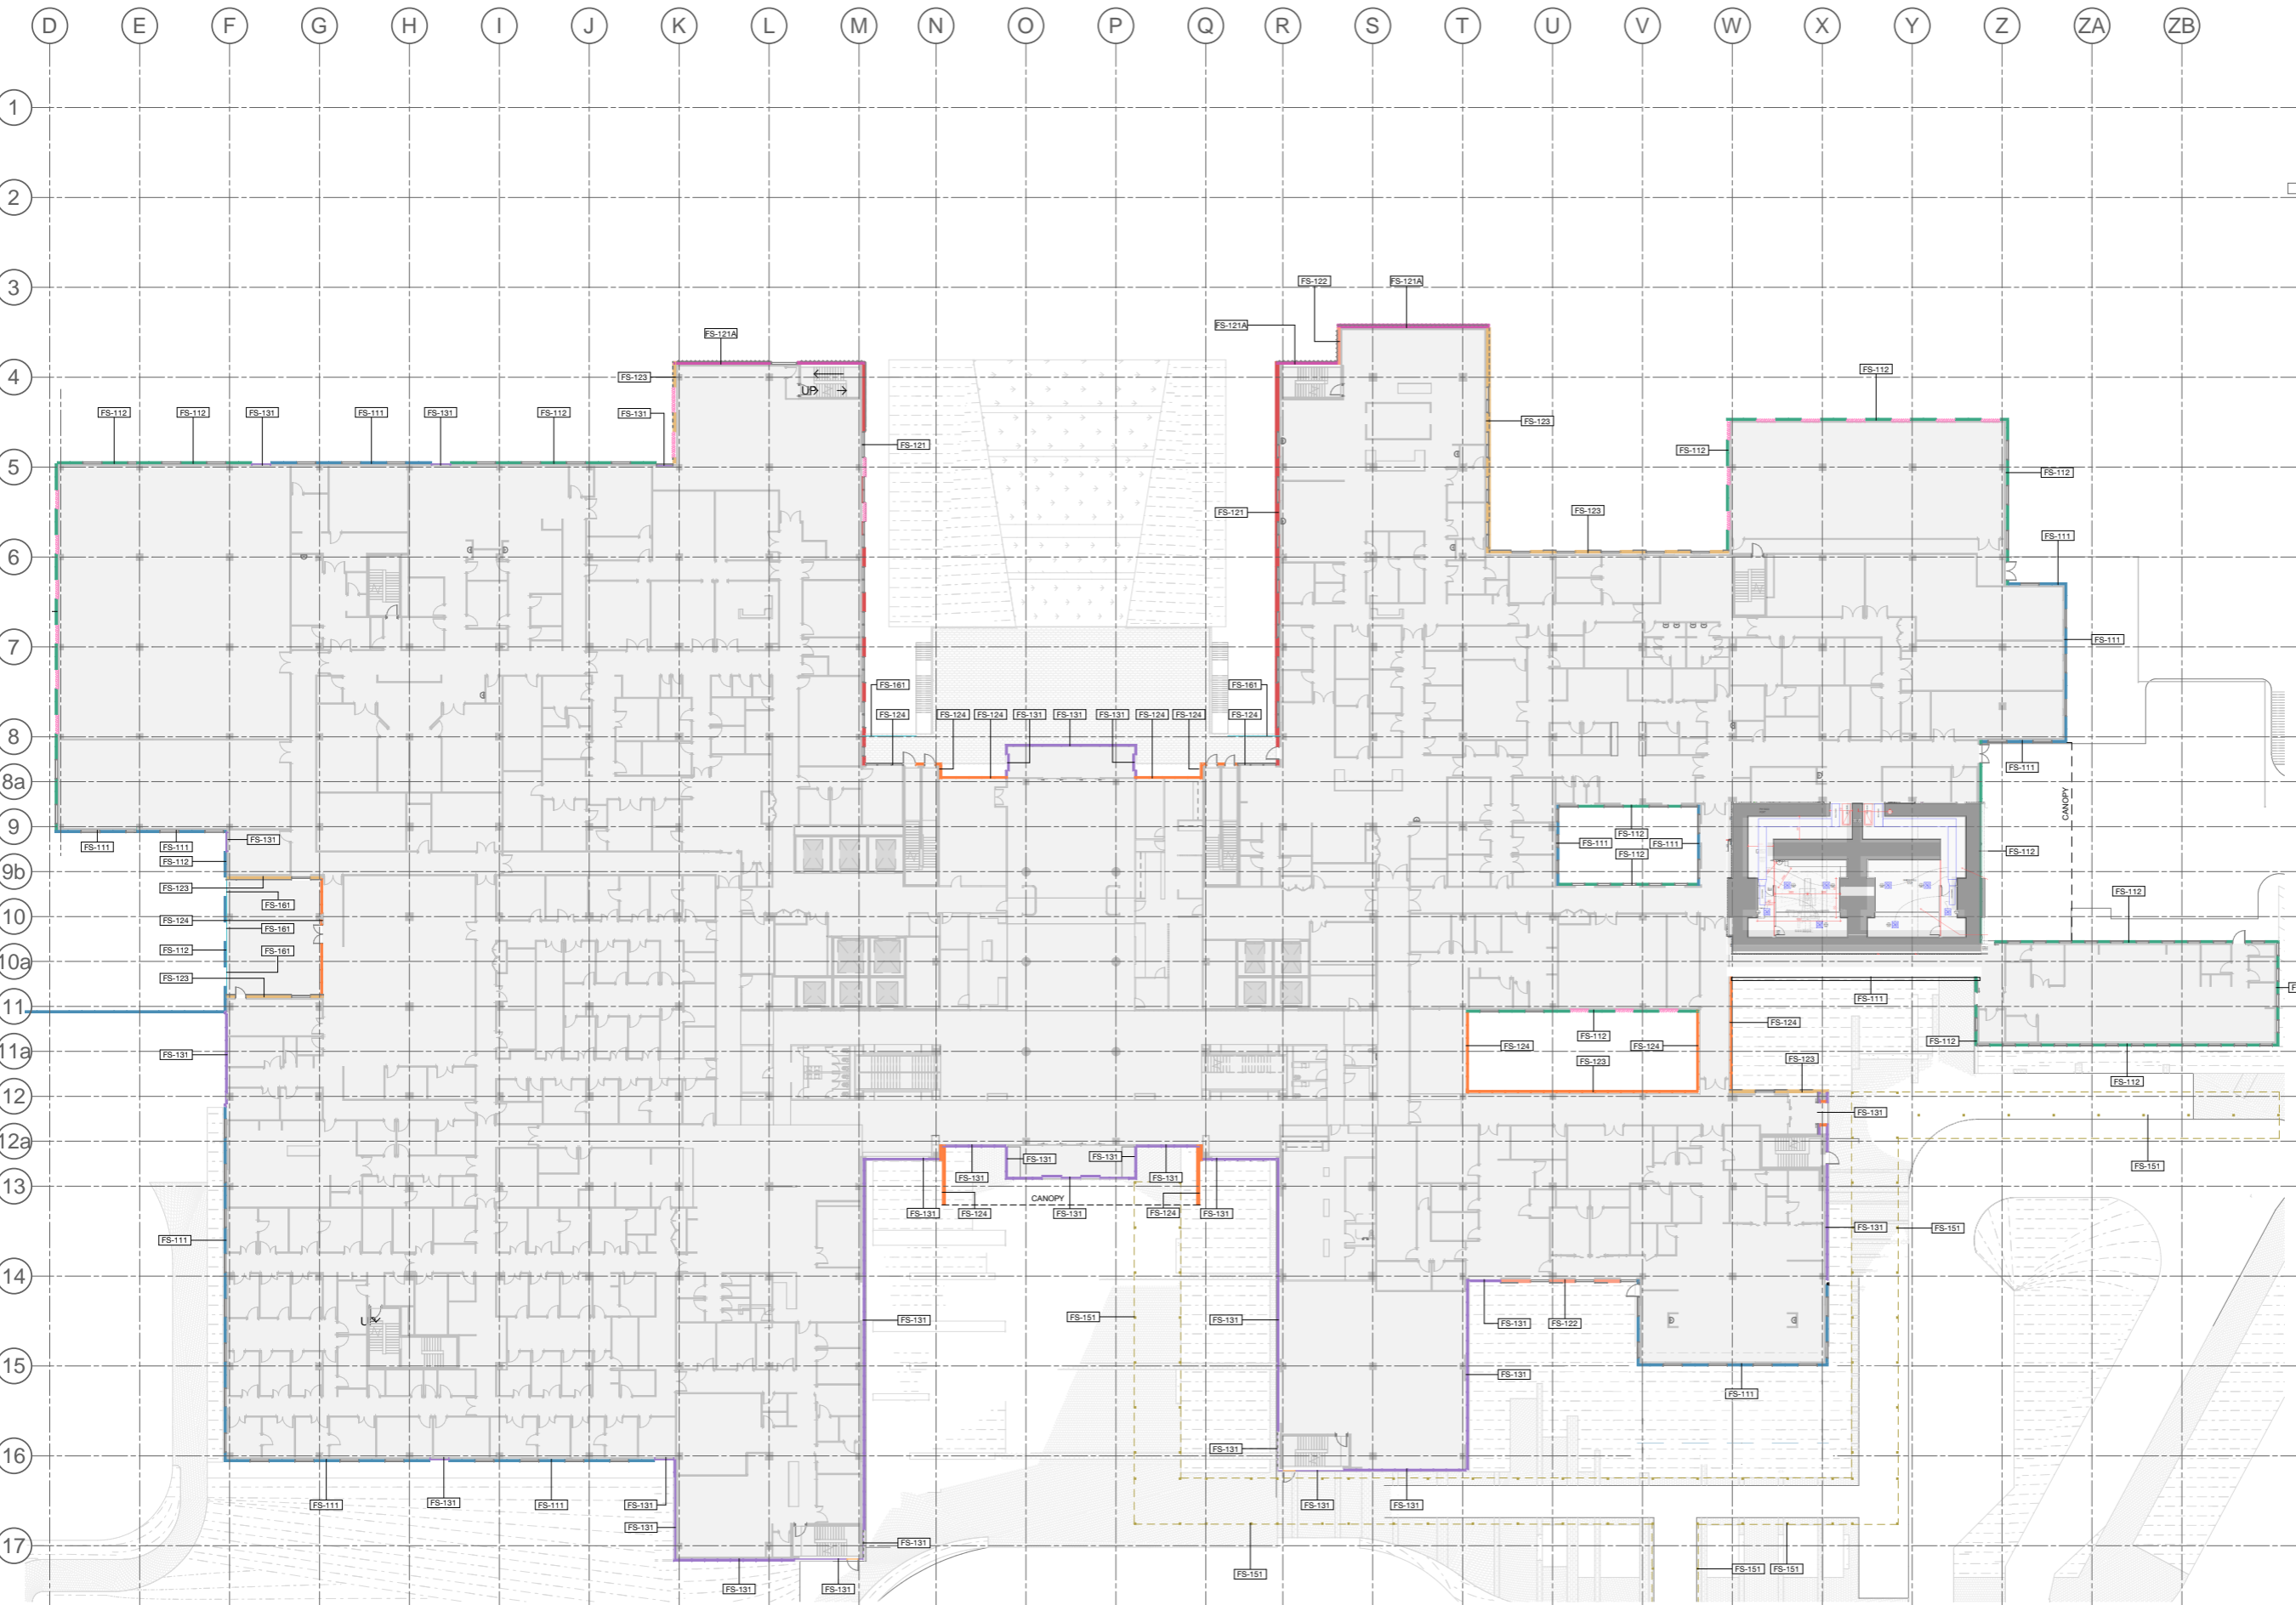 D E F G H I J K L M N O P Q R S T U V W X Y Z ZA ZB
1
2
3
FS-122 FS-121A
FS-121A
FS-121A
4
FS-123
FS-112
FS-112 FS-112 FS-131 FS-111 FS-131 FS-112 FS-131
UP
FS-123
FS-121
FS-112
5
FS-112
FS-121
FS-123
6
FS-111
7
FS-111
FS-161 FS-161
FS-124 FS-124 FS-124 FS-131 FS-131 FS-131 FS-124 FS-124 FS-124
8
FS-111
8a
CANOPY
9
FS-111 FS-111 FS-131
FS-112
FS-112
FS-111 FS-111
FS-112
FS-112
9b
FS-123
FS-161
FS-112
10
FS-124
FS-161
FS-112
FS-161
10a
FS-123
FS-111
11
FS-112
FS-124
FS-131
11a
FS-124 FS-124
FS-123
FS-123
FS-112
FS-112
12
FS-131
12a
FS-131 FS-131
FS-131 FS-131
FS-151
13
CANOPY
FS-131 FS-124 FS-131 FS-124 FS-131
FS-111
FS-131 FS-151
14
UP
FS-131 FS-151 FS-131 FS-131 FS-122
15
FS-131
FS-111
16
FS-131
FS-111 FS-131 FS-111 FS-131
FS-131 FS-131
FS-131
17
FS-131
FS-151
FS-151 FS-151
FS-131 FS-131